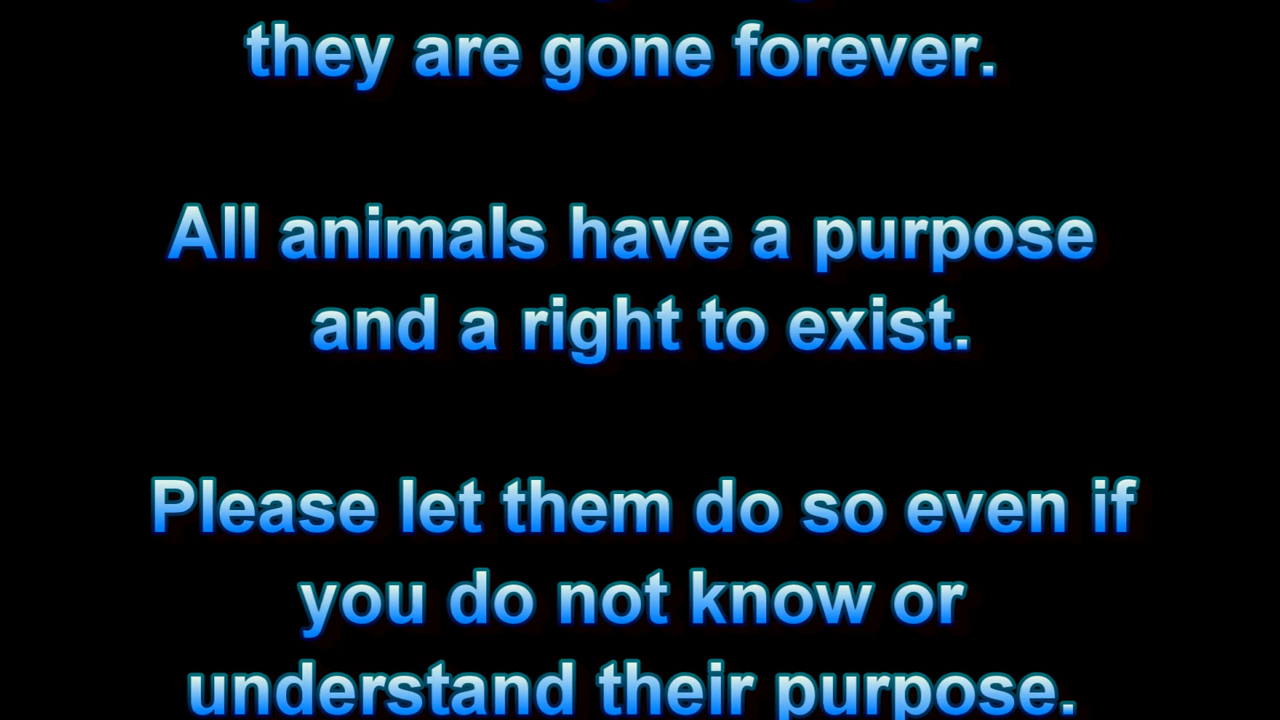 they are gone forever.
All animals have a purpose
and a right to exist.
Please let them do so even if
you do not know or
understand their purpose.